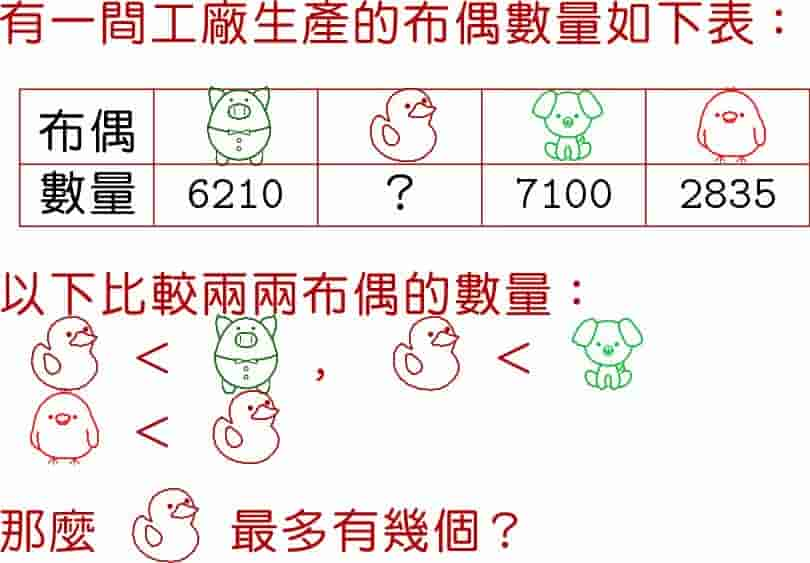 有一間工廠生產的布偶數量如下表：
布偶
數量 6210 ? 7100 2835
以下比較兩兩布偶的數量：
< , <
<
那麼 最多有幾個？